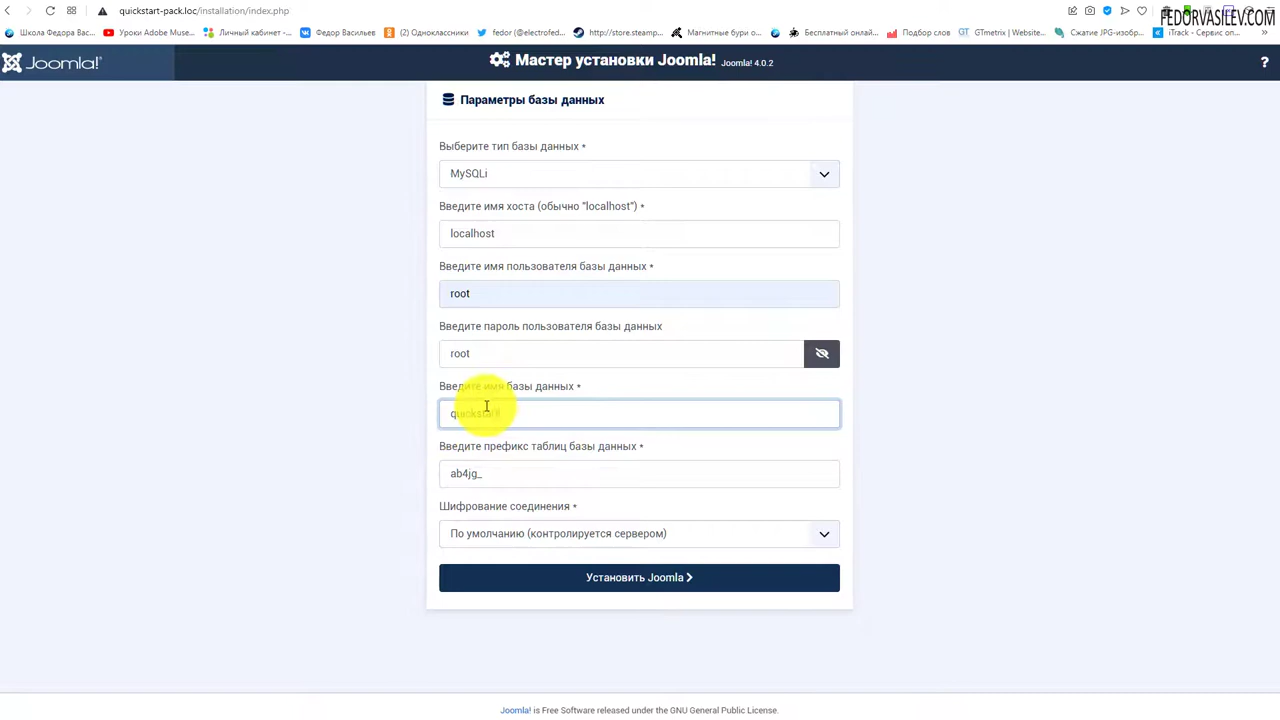 quickstart-pack.loc/installation/index.php
FEDORVASILEV.COM
Школа Федора Вас...
Уроки Adobe Muse...
Личный кабинет -...
Федор Васильев
(2) Одноклассники
fedor (@electrofed...
http://store.steamp...
Магнитные бури о...
Бесплатный онлай...
Подбор слов
GT GTmetrix | Website...
Сжатие JPG-изобр...
iTrack - Сервис оп...
Joomla!®
Мастер установки Joomla! Joomla! 4.0.2
?
Параметры базы данных
Выберите тип базы данных *
MySQLi
Введите имя хоста (обычно "localhost") *
localhost
Введите имя пользователя базы данных *
root
Введите пароль пользователя базы данных
root
Введите имя базы данных *
Введите префикс таблиц базы данных *
ab4jg_
Шифрование соединения *
По умолчанию (контролируется сервером)
Установить Joomla
Joomla! is Free Software released under the GNU General Public License.